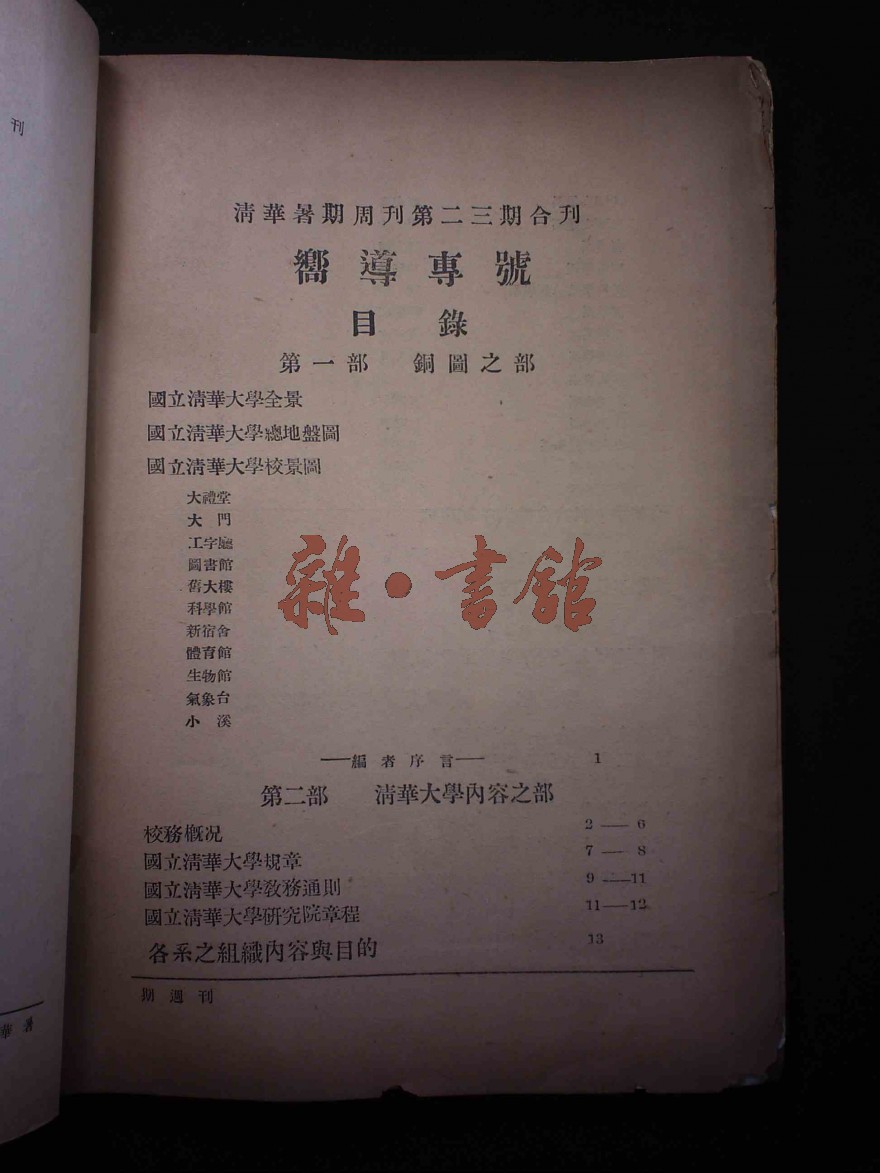 刊
清華暑期周刊第二三期合刊
嚮導專號
目 錄
第一部 銅圖之部
國立清華大學全景
國立清華大學總地盤圖
國立清華大學校景圖
大禮堂
大 門
工字廳
圖書館
舊大樓
科學館
新宿舍
體育館
生物館
氣象台
小 溪
雜·書館
——編者序言—— 1
第二部 清華大學內容之部
校務概況 2——6
國立清華大學規章 7——8
國立清華大學敎務通則 9——11
國立清華大學硏究院章程 11——12
各系之組織內容與目的 13
期週刊
華暑